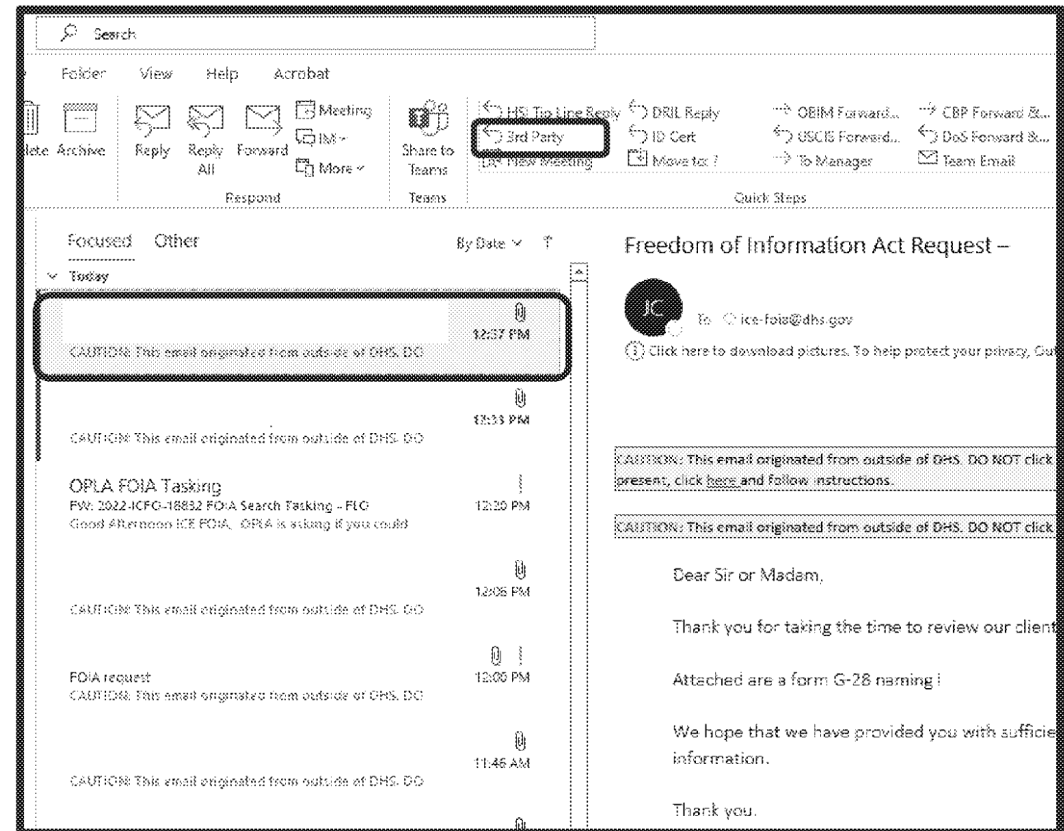 Search
Folder View Help Acrobat
lete Archive
Reply Reply All Forward
Meeting
IM
More
Share to Teams
Respond Teams
HSI Tip Line Reply DRIL Reply OBIM Forward... CBP Forward &...
3rd Party ID Cert USCIS Forward... DoS Forward &...
New Meeting Move to: ? To Manager Team Email
Quick Steps
Focused Other By Date
Today
12:37 PM
CAUTION: This email originated from outside of DHS. DO
12:33 PM
CAUTION: This email originated from outside of DHS. DO
OPLA FOIA Tasking
FW: 2022-ICFO-18832 FOIA Search Tasking - FLO 12:20 PM
Good Afternoon ICE FOIA, OPLA is asking if you could
12:06 PM
CAUTION: This email originated from outside of DHS. DO
FOIA request 12:00 PM
CAUTION: This email originated from outside of DHS. DO
11:46 AM
CAUTION: This email originated from outside of DHS. DO
Freedom of Information Act Request –
JC
To ice-foia@dhs.gov
Click here to download pictures. To help protect your privacy, Out
CAUTION: This email originated from outside of DHS. DO NOT click
present, click here and follow instructions.
CAUTION: This email originated from outside of DHS. DO NOT click
Dear Sir or Madam,
Thank you for taking the time to review our client
Attached are a form G-28 naming
We hope that we have provided you with sufficie
information.
Thank you.